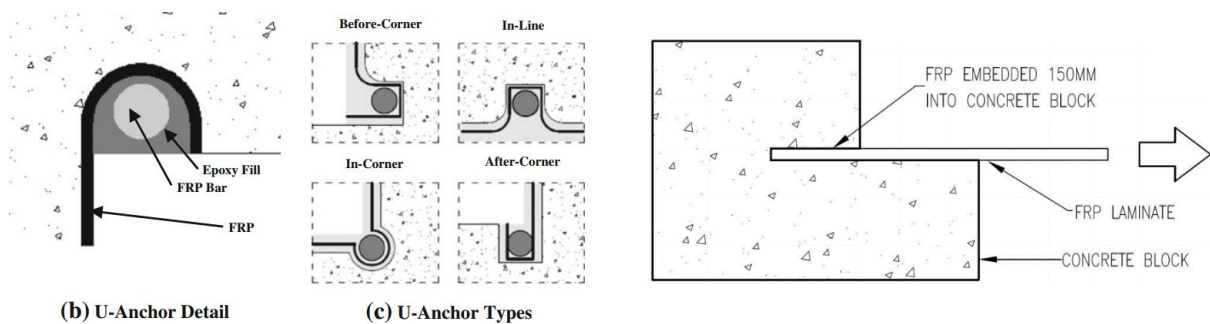 Epoxy Fill
FRP Bar
FRP
(b) U-Anchor Detail
Before-Corner
In-Line
In-Corner
After-Corner
(c) U-Anchor Types
FRP EMBEDDED 150MM
INTO CONCRETE BLOCK
FRP LAMINATE
CONCRETE BLOCK